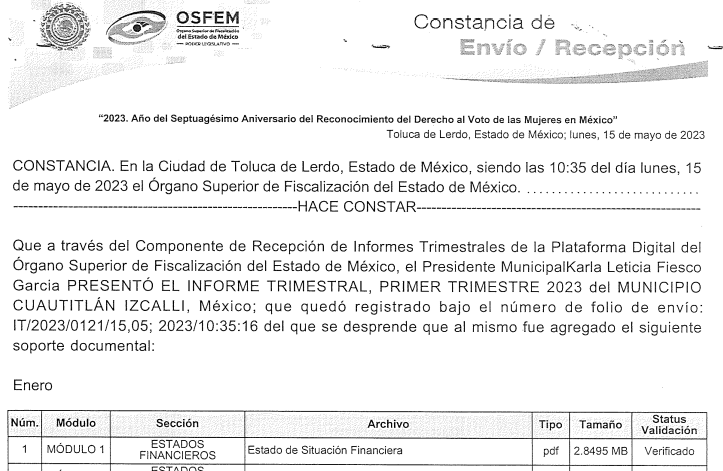 OSFEM
Órgano Superior de Fiscalización
del Estado de México
PODER LEGISLATIVO
Constancia de
Envío / Recepción
"2023. Año del Septuagésimo Aniversario del Reconocimiento del Derecho al Voto de las Mujeres en México"
Toluca de Lerdo, Estado de México; lunes, 15 de mayo de 2023
CONSTANCIA. En la Ciudad de Toluca de Lerdo, Estado de México, siendo las 10:35 del día lunes, 15
de mayo de 2023 el Órgano Superior de Fiscalización del Estado de México. ............................
------------------------------------------------------HACE CONSTAR------------------------------------------------------
Que a través del Componente de Recepción de Informes Trimestrales de la Plataforma Digital del
Órgano Superior de Fiscalización del Estado de México, el Presidente MunicipalKarla Leticia Fiesco
Garcia PRESENTÓ EL INFORME TRIMESTRAL, PRIMER TRIMESTRE 2023 del MUNICIPIO
CUAUTITLÁN IZCALLI, México; que quedó registrado bajo el número de folio de envío:
IT/2023/0121/15,05; 2023/10:35:16 del que se desprende que al mismo fue agregado el siguiente
soporte documental:
Enero
Núm. Módulo Sección Archivo Tipo Tamaño Status Validación
1 MÓDULO 1 ESTADOS FINANCIEROS Estado de Situación Financiera pdf 2.8495 MB Verificado
ESTADOS